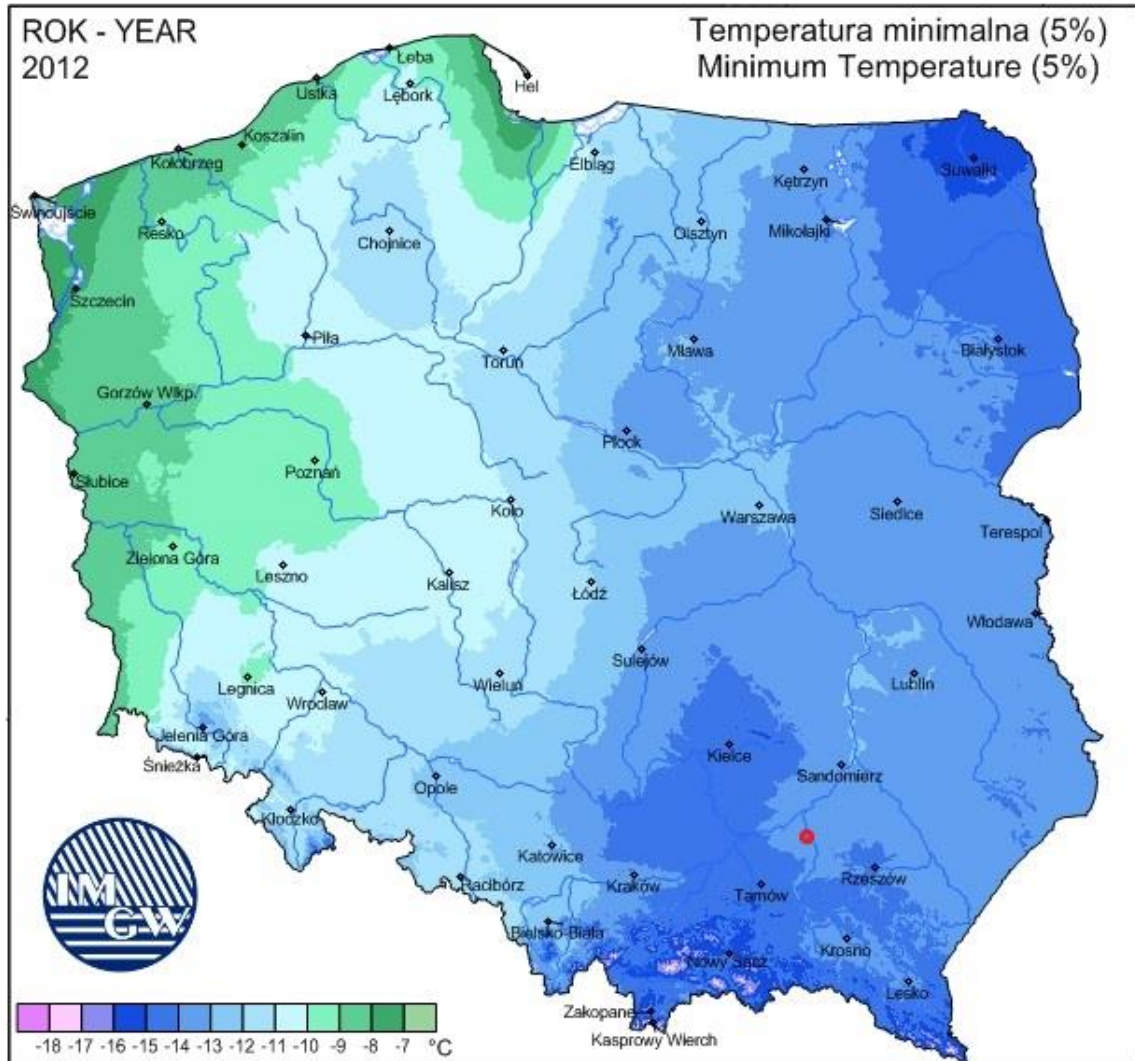 ROK - YEAR
2012
Temperatura minimalna (5%)
Minimum Temperature (5%)
Łeba
Hel
Ustka
Lębork
Koszalin
Kołobrzeg
Elbląg
Suwałki
Kętrzyn
Świnoujście
Resko
Chojnice
Olsztyn
Mikołajki
Szczecin
Piła
Toruń
Mława
Białystok
Gorzów Wlkp.
Płock
Poznań
Słubice
Koło
Warszawa
Siedlce
Terespol
Zielona Góra
Leszno
Kalisz
Łódź
Włodawa
Sulejów
Legnica
Wrocław
Wieluń
Lublin
Jelenia Góra
Śnieżka
Kielce
Sandomierz
Opole
Kłodzko
Katowice
Racibórz
Kraków
Tarnów
Rzeszów
Bielsko-Biała
Nowy Sącz
Krosno
Lesko
Zakopane
Kasprowy Wierch
IM
GW
-18 -17 -16 -15 -14 -13 -12 -11 -10 -9 -8 -7 °C